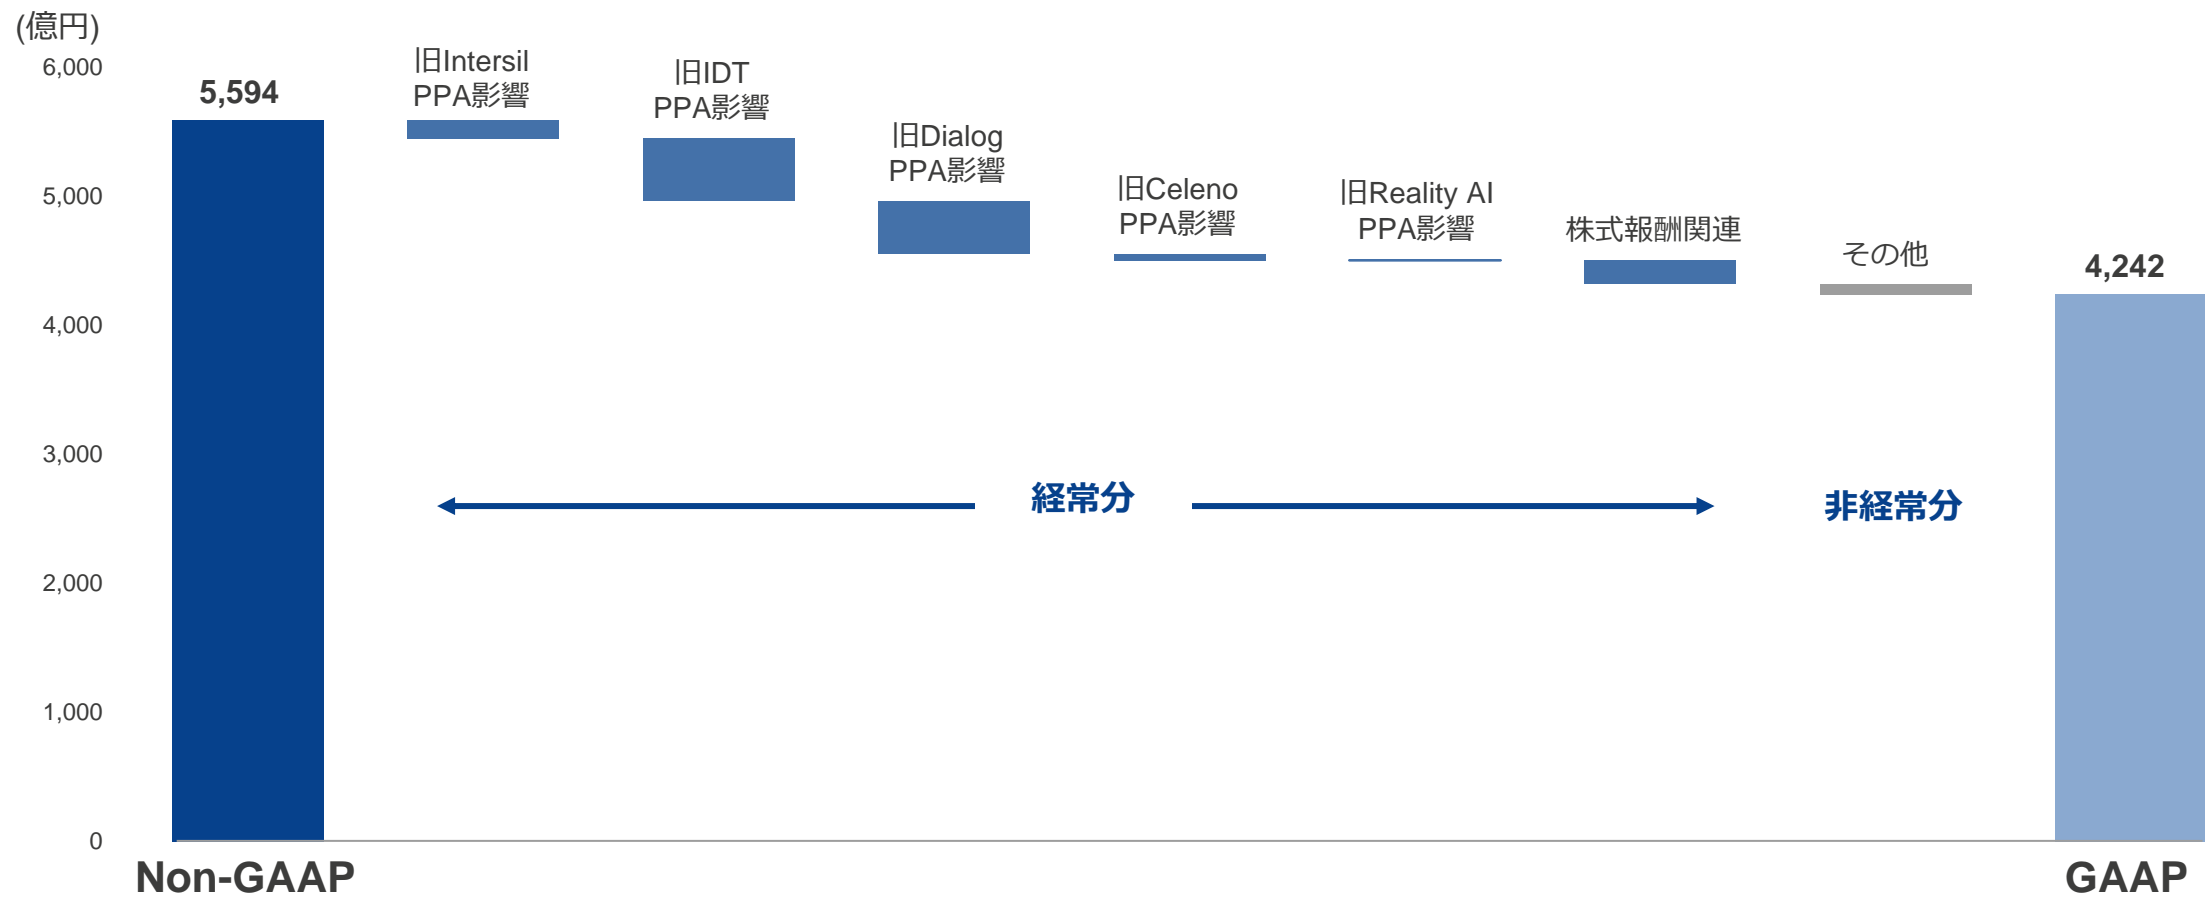 (億円)
6,000
5,000
4,000
3,000
2,000
1,000
0
5,594
旧Intersil
PPA影響
旧IDT
PPA影響
旧Dialog
PPA影響
旧Celeno
PPA影響
旧Reality AI
PPA影響
株式報酬関連
その他
4,242
経常分
非経常分
Non-GAAP
GAAP